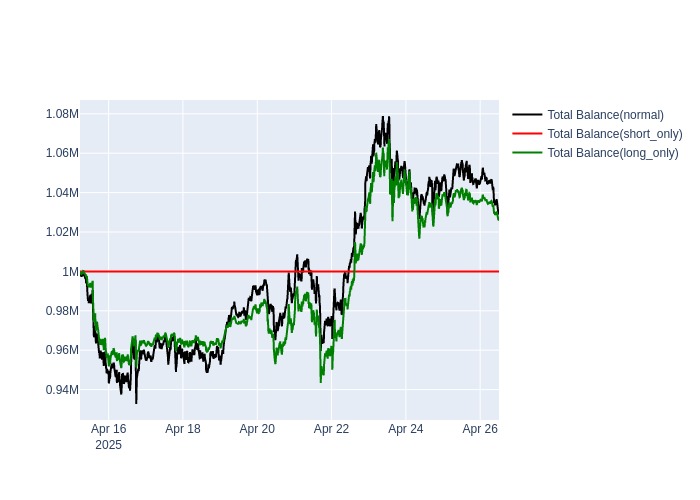 1.08M
1.06M
1.04M
1.02M
1M
0.98M
0.96M
0.94M
Apr 16
2025
Apr 18
Apr 20
Apr 22
Apr 24
Apr 26
Total Balance(normal)
Total Balance(short_only)
Total Balance(long_only)